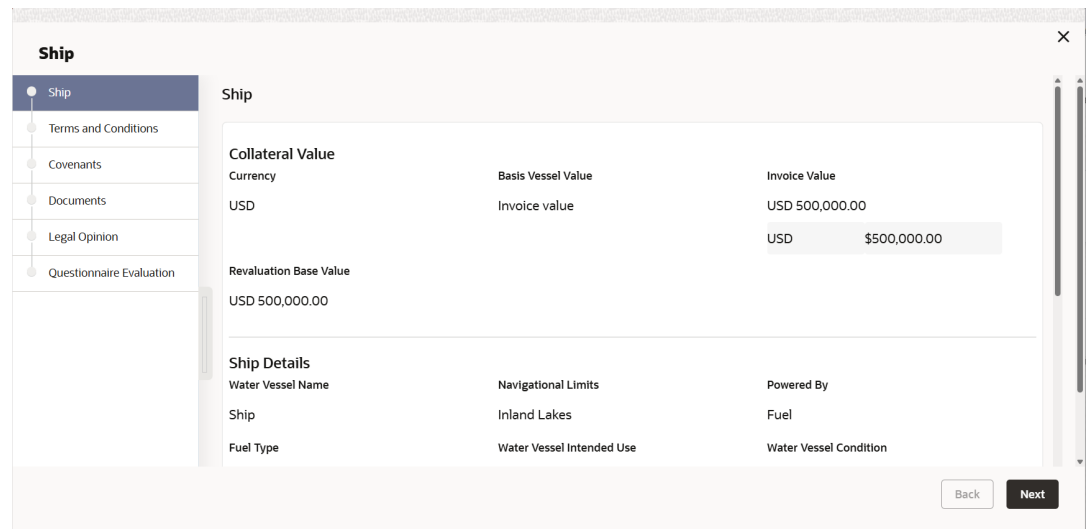 Ship
Ship
Terms and Conditions
Covenants
Documents
Legal Opinion
Questionnaire Evaluation
Ship
Collateral Value
Currency Basis Vessel Value Invoice Value
USD Invoice value USD 500,000.00
USD $500,000.00
Revaluation Base Value
USD 500,000.00
Ship Details
Water Vessel Name Navigational Limits Powered By
Ship Inland Lakes Fuel
Fuel Type Water Vessel Intended Use Water Vessel Condition
Back Next